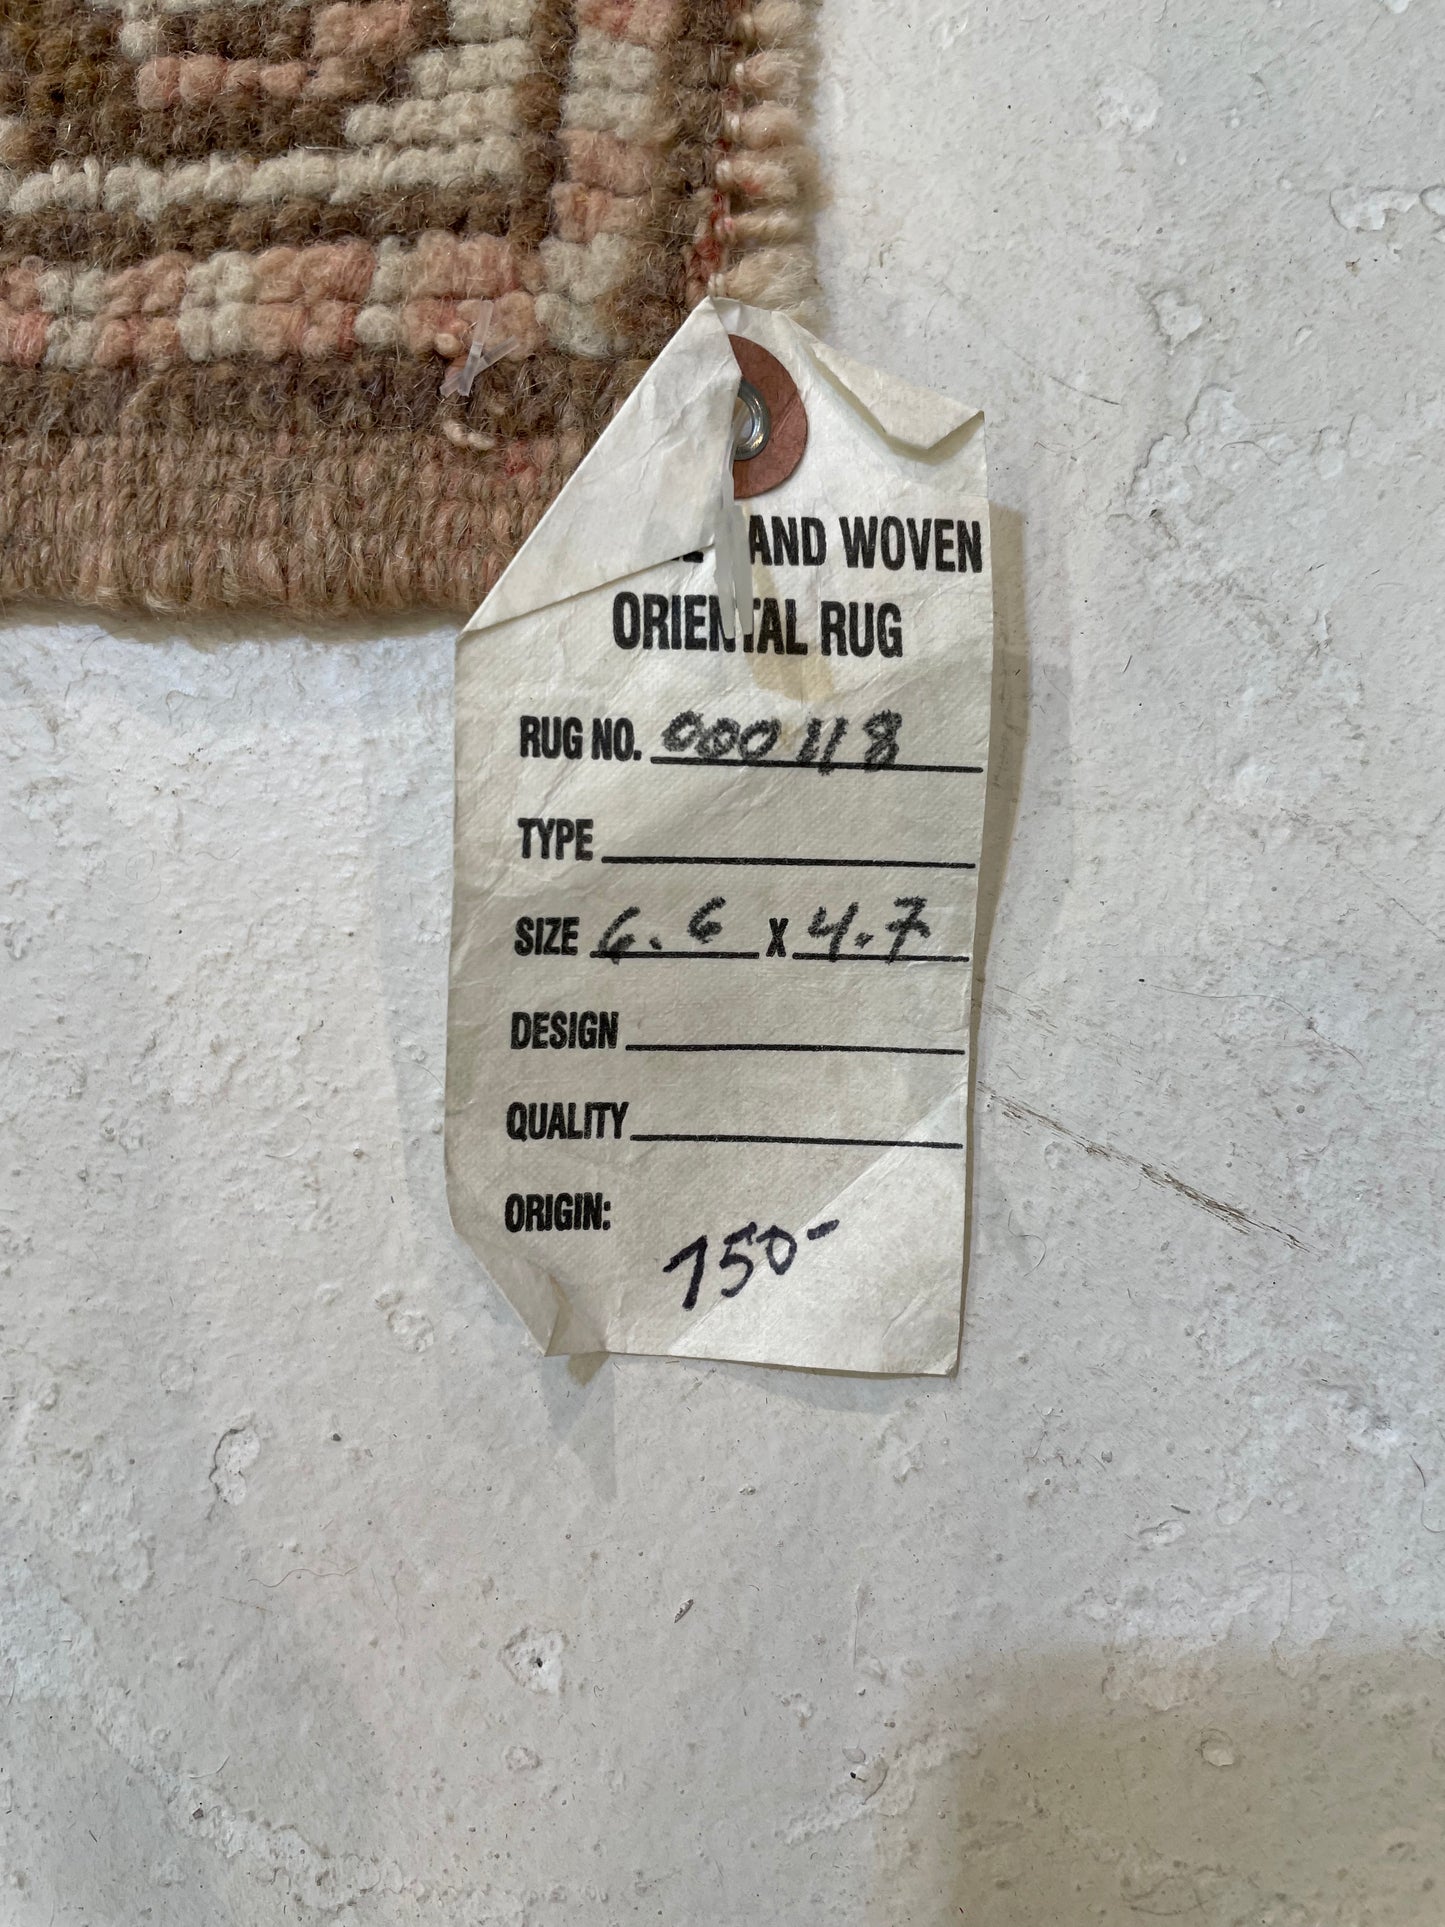 AND WOVEN
ORIENTAL RUG
RUG NO. 000118
TYPE
SIZE 6.6 X 4.7
DESIGN
QUALITY
ORIGIN:
750-